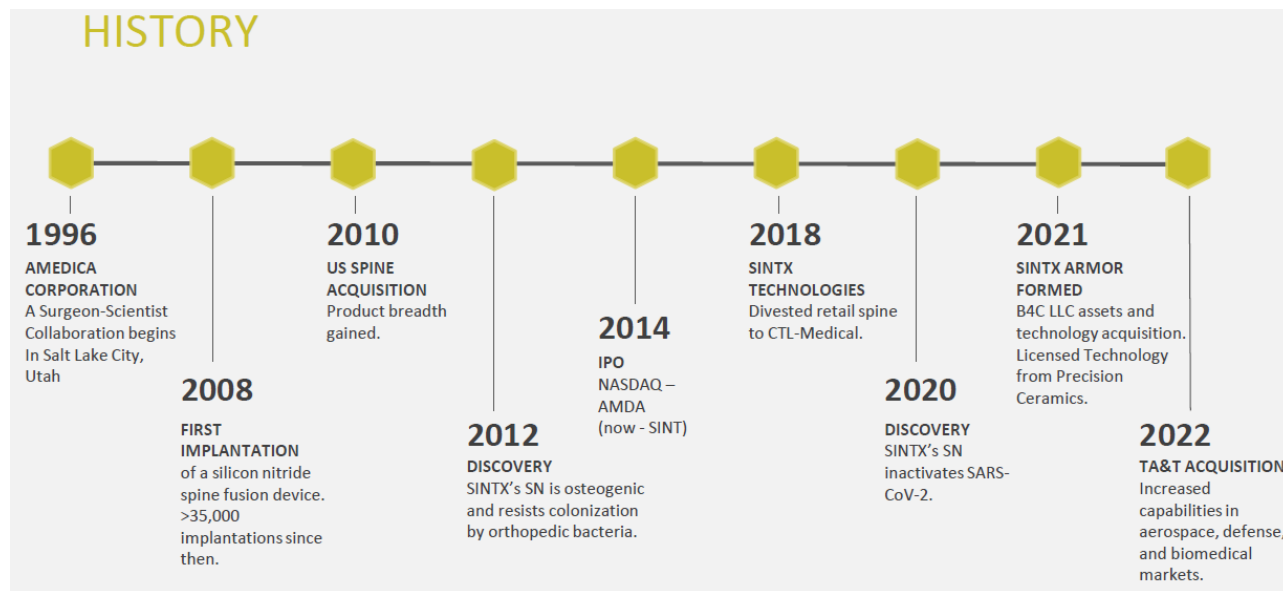 HISTORY
1996
AMEDICA
CORPORATION
A Surgeon-Scientist
Collaboration begins
In Salt Lake City,
Utah
2008
FIRST
IMPLANTATION
of a silicon nitride
spine fusion device.
>35,000
implantations since
then.
2010
US SPINE
ACQUISITION
Product breadth
gained.
2012
DISCOVERY
SINTX's SN is osteogenic
and resists colonization
by orthopedic bacteria.
2014
IPO
NASDAQ –
AMDA
(now - SINT)
2018
SINTX
TECHNOLOGIES
Divested retail spine
to CTL-Medical.
2020
DISCOVERY
SINTX's SN
inactivates SARS-
CoV-2.
2021
SINTX ARMOR
FORMED
B4C LLC assets and
technology acquisition.
Licensed Technology
from Precision
Ceramics.
2022
TA&T ACQUISITION
Increased
capabilities in
aerospace, defense,
and biomedical
markets.